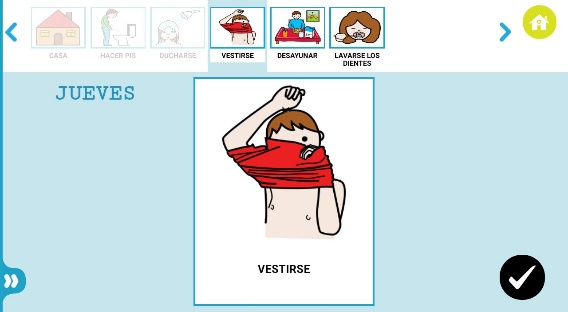 CASA
HACER PIS
DUCHARSE
VESTIRSE
DESAYUNAR
LAVARSE LOS
DIENTES
JUEVES
VESTIRSE